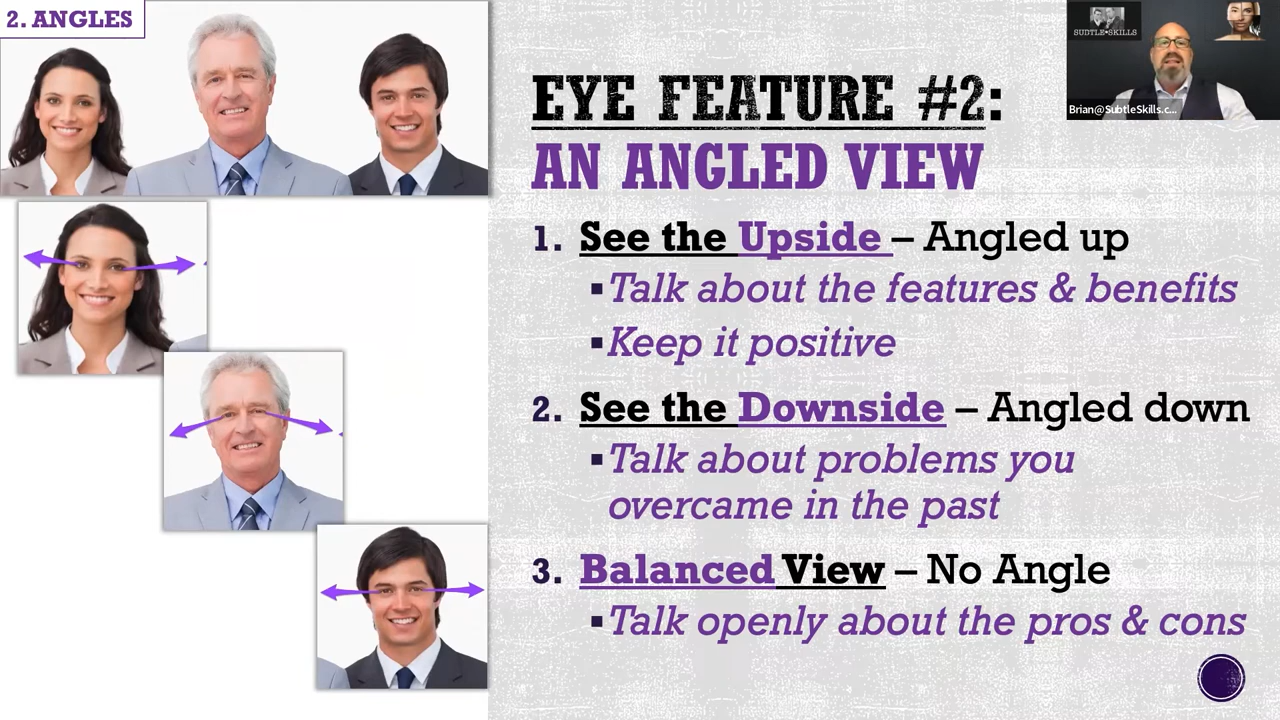 2. ANGLES
SUBTLE SKILLS
Brian@SubtleSkills.c...
EYE FEATURE #2:
AN ANGLED VIEW
1. See the Upside – Angled up
Talk about the features & benefits
Keep it positive
2. See the Downside – Angled down
Talk about problems you
overcame in the past
3. Balanced View – No Angle
Talk openly about the pros & cons